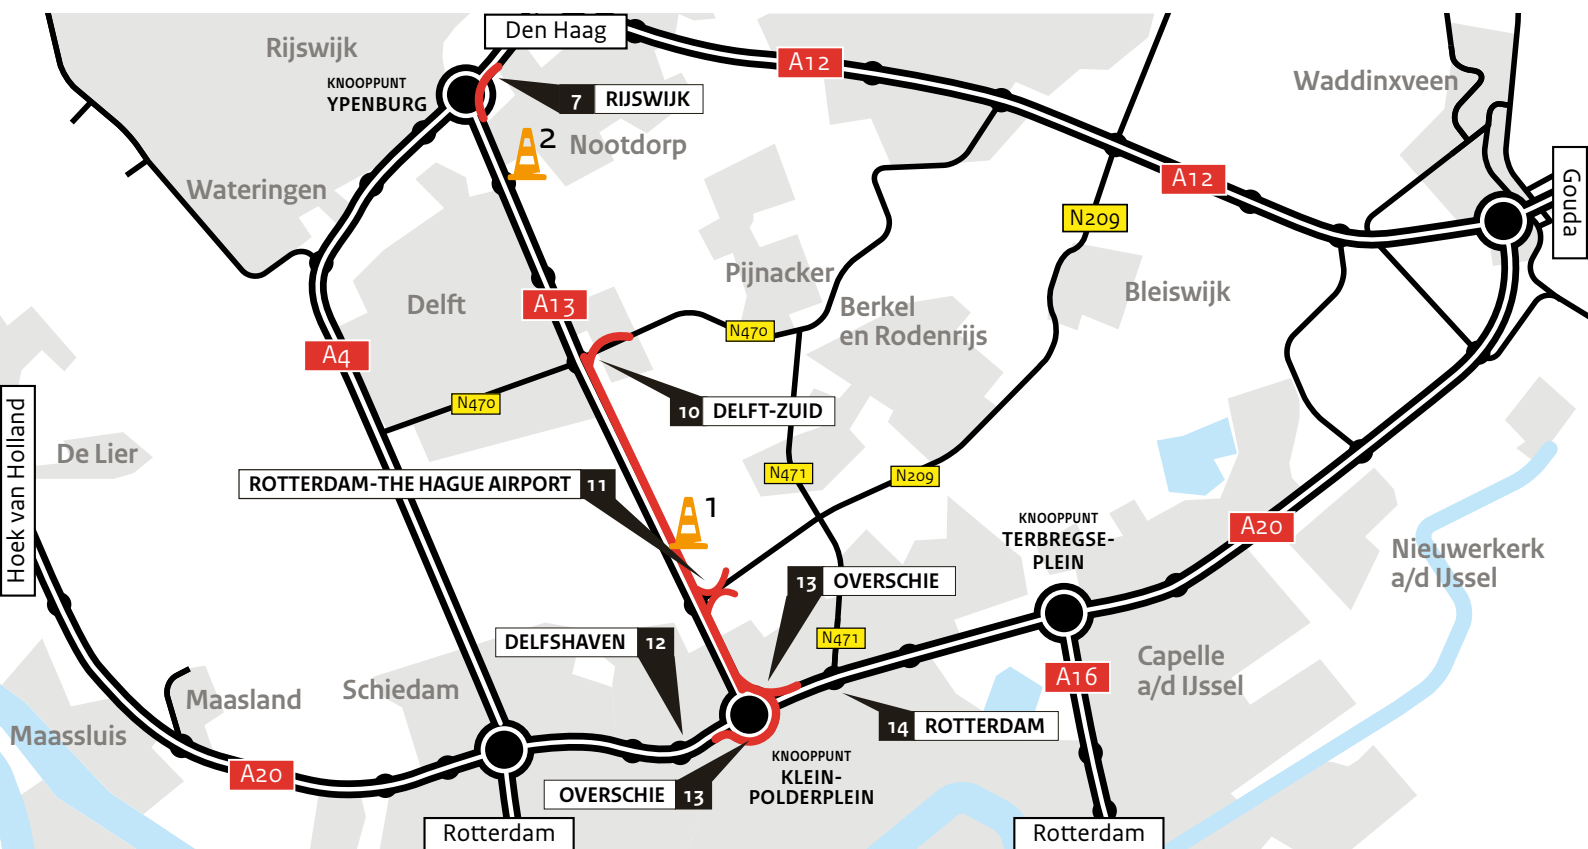 Den Haag
Rijswijk
A12
KNOOPPUNT
YPENBURG
Waddinxveen
7 RIJSWIJK
2
Nootdorp
Wateringen
A12
Gouda
N209
Pijnacker
Bleiswijk
Delft
A13
Berkel
en Rodenrijs
N470
A4
N470
10 DELFT-ZUID
Hoek van Holland
De Lier
ROTTERDAM-THE HAGUE AIRPORT 11
N471
N209
1
KNOOPPUNT
TERBREGSE-
PLEIN
A20
Nieuwerkerk
a/d IJssel
13 OVERSCHIE
DELFSHAVEN 12
N471
Capelle
a/d IJssel
A16
Schiedam
Maasland
Maassluis
14 ROTTERDAM
KNOOPPUNT
KLEIN-
POLDERPLEIN
A20
OVERSCHIE 13
Rotterdam
Rotterdam